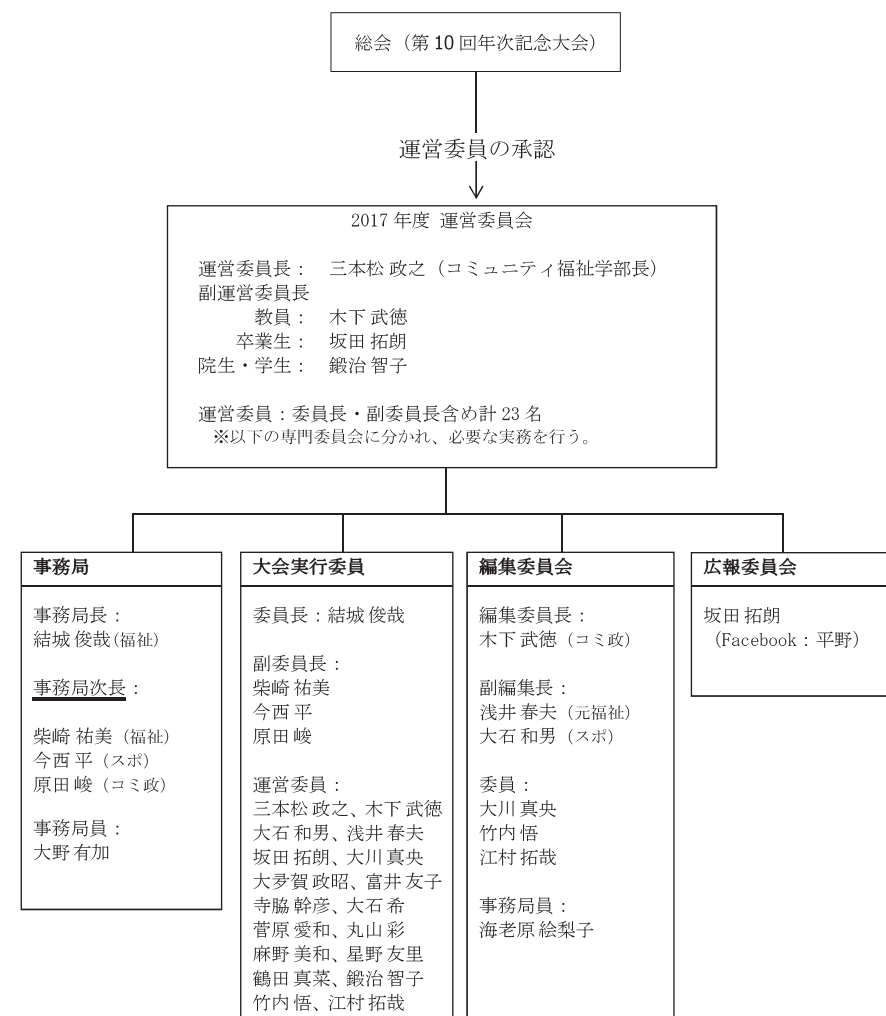 総会（第 10 回年次記念大会）
運営委員の承認
2017 年度 運営委員会
運営委員長： 三本松 政之（コミュニティ福祉学部長）
副運営委員長
教員： 木下 武徳
卒業生： 坂田 拓朗
院生・学生： 鍛治 智子
運営委員：委員長・副委員長含め計 23 名
※以下の専門委員会に分かれ、必要な実務を行う。
事務局
事務局長：
結城 俊哉(福祉)
事務局次長：
柴崎 祐美（福祉）
今西 平（スポ）
原田 峻（コミ政）
事務局員：
大野 有加
大会実行委員
委員長：結城 俊哉
副委員長：
柴崎 祐美
今西 平
原田 峻
運営委員：
三本松 政之、木下 武徳
大石 和男、浅井 春夫
坂田 拓朗、大川 真央
大夛賀 政昭、富井 友子
寺脇 幹彦、大石 希
菅原 愛和、丸山 彩
麻野 美和、星野 友里
鶴田 真菜、鍛治 智子
竹内 悟、江村 拓哉
編集委員会
編集委員長：
木下 武徳（コミ政）
副編集長：
浅井 春夫（元福祉）
大石 和男（スポ）
委員：
大川 真央
竹内 悟
江村 拓哉
事務局員：
海老原 絵梨子
広報委員会
坂田 拓朗
（Facebook：平野）